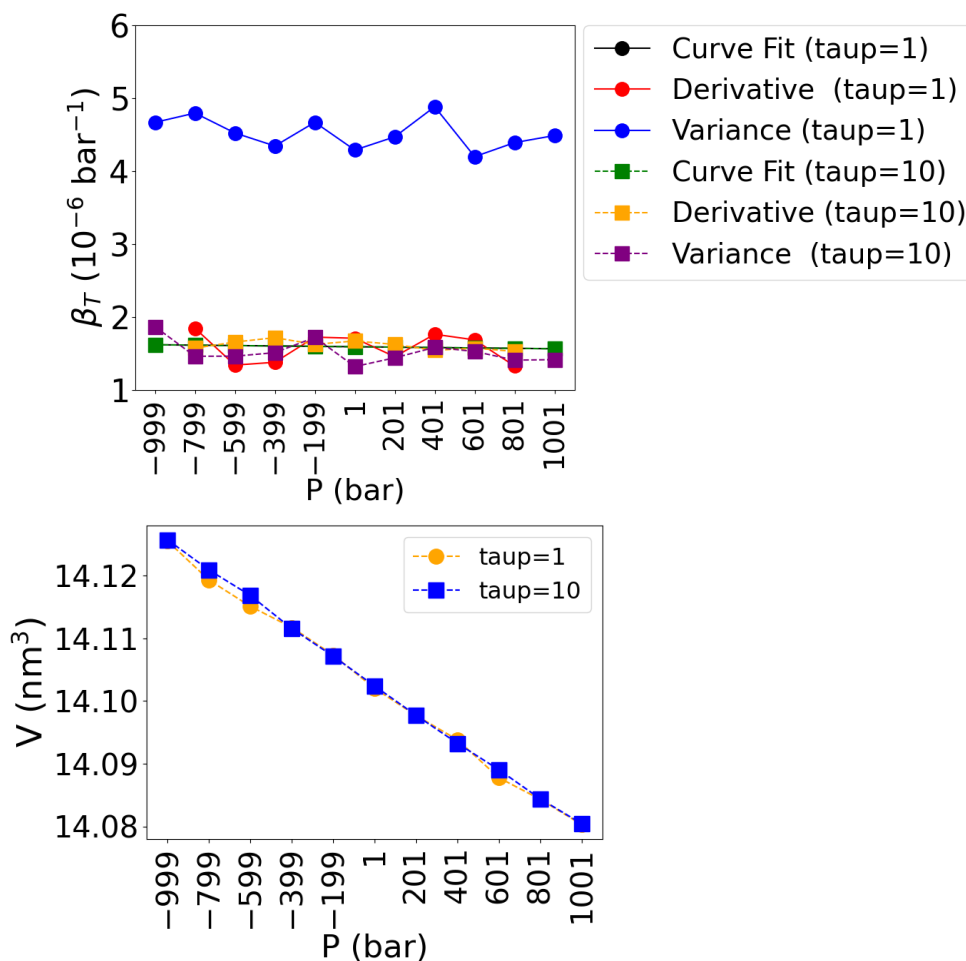 6
5
4
3
2
1
β_T (10⁻⁶ bar⁻¹)
−999
−799
−599
−399
−199
1
201
401
601
801
1001
P (bar)
Curve Fit (taup=1)
Derivative  (taup=1)
Variance (taup=1)
Curve Fit (taup=10)
Derivative (taup=10)
Variance  (taup=10)
14.12
14.11
14.10
14.09
14.08
V (nm³)
taup=1
taup=10
−999
−799
−599
−399
−199
1
201
401
601
801
1001
P (bar)